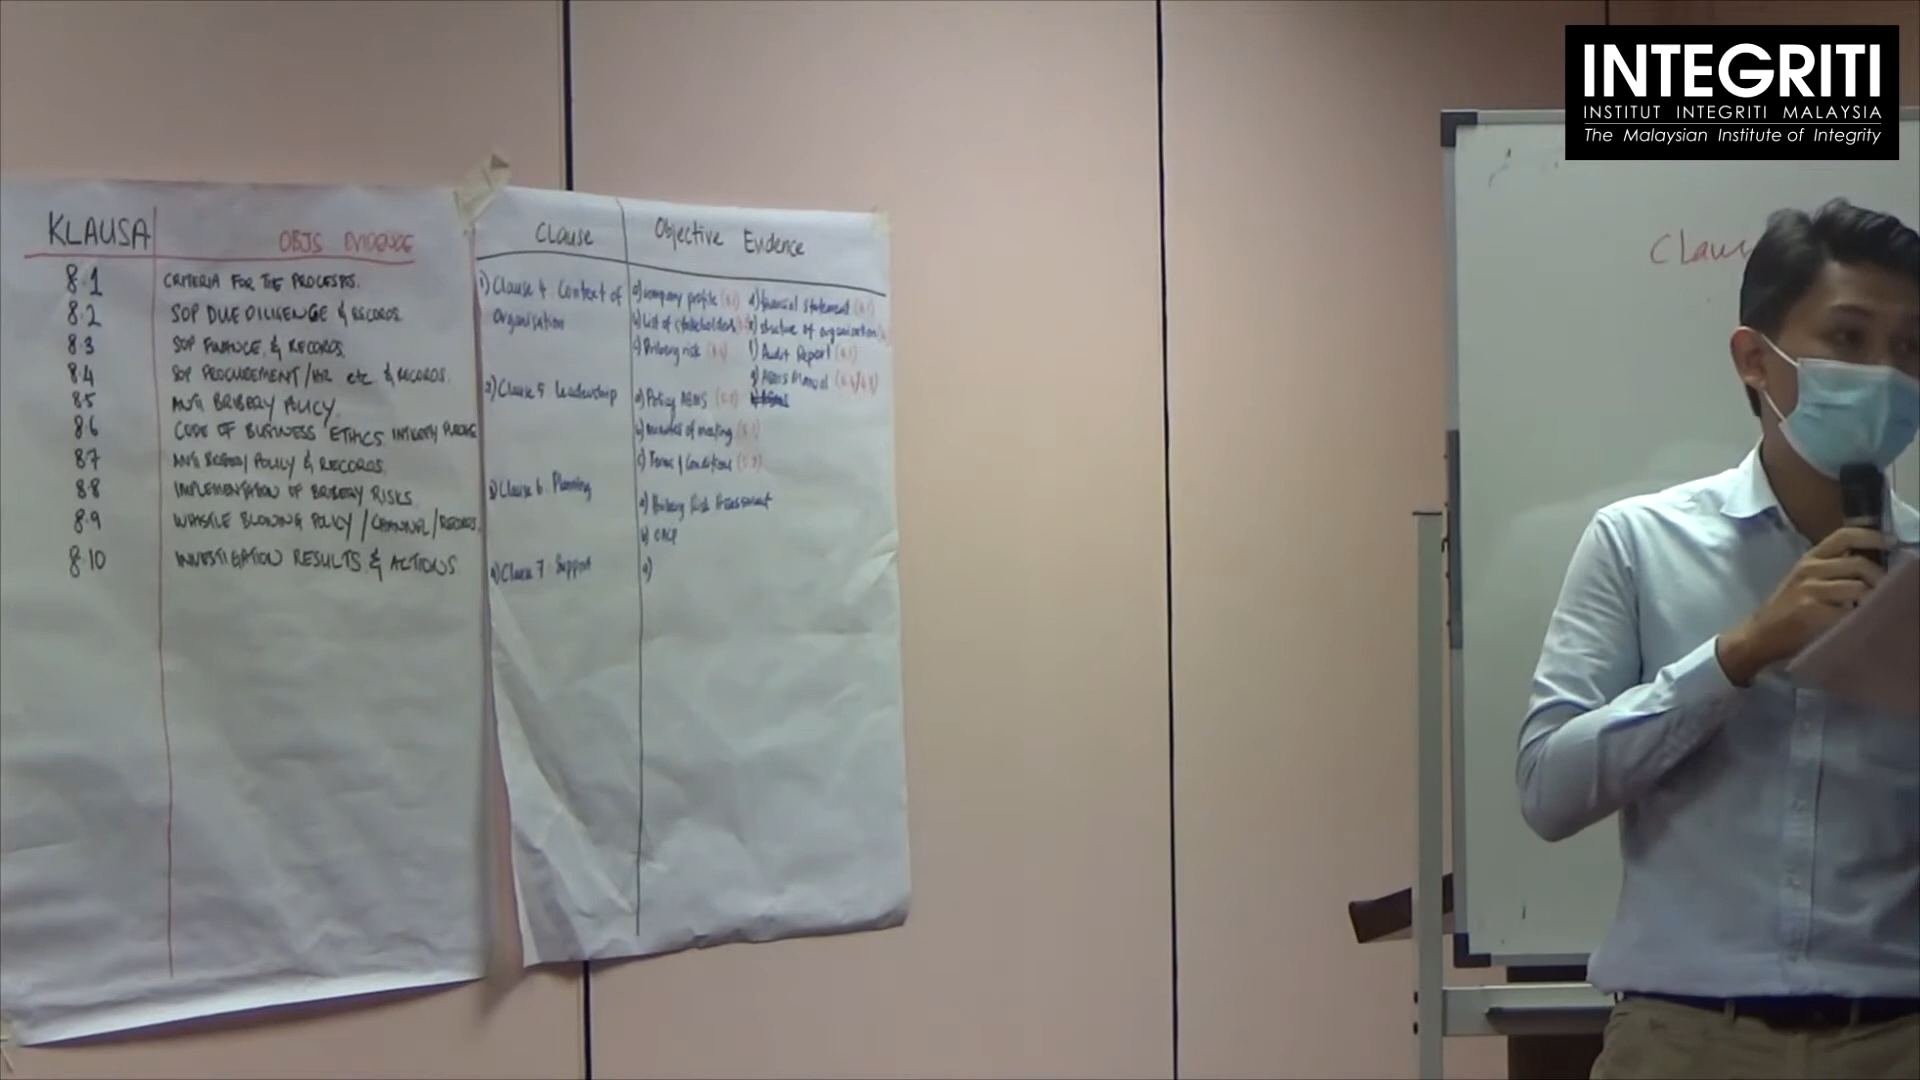 INTEGRITI
INSTITUT INTEGRITI MALAYSIA
The Malaysian Institute of Integrity
KLAUSA OBJS EVIDENCE
8.1 CRITERIA FOR THE PROCESSES.
8.2 SOP DUE DILIGENGE & RECORDS
8.3 SOP FINANCE & RECORDS
8.4 SOP PROCUREMENT/HR etc & RECORDS.
8.5 ANTI BRIBERY POLICY
8.6 CODE OF BUSINESS ETHICS INTEGRITY
8.7 ANTI BRIBERY POLICY & RECORDS
8.8 IMPLEMENTATION OF BRIBERY RISKS
8.9 WHISTLE BLOWING POLICY / CHANNEL / RECORDS
8.10 INVESTIGATION RESULTS & ACTIONS
Clause Objective Evidence
1) Clause 4 Context of organisation
a) company profile
b) List of stakeholders
c) Bribery risk
d) financial statement
e) structure of organisation
f) Audit Report
g) ABMS Manual
2) Clause 5 Leadership
a) Policy ABMS
b) minutes of meeting
c) Terms & Conditions
3) Clause 6 Planning
a) Bribery Risk Assessment
b) OACP
4) Clause 7 Support
a)